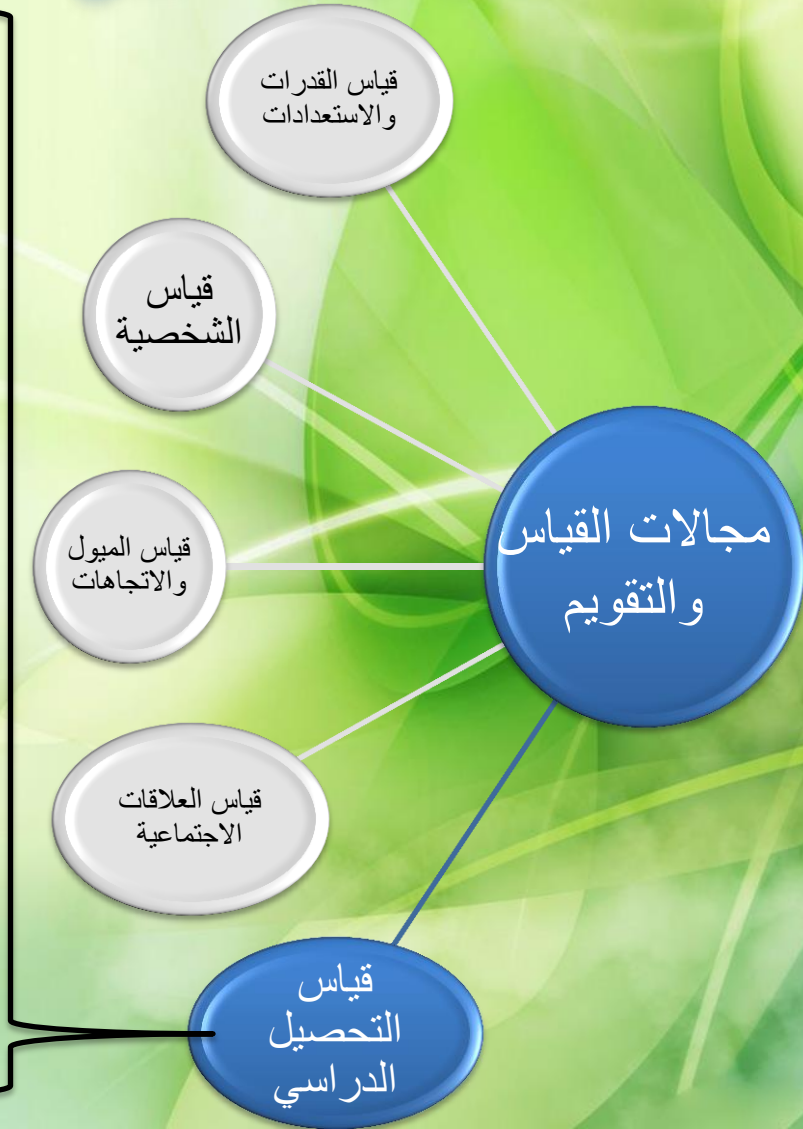 مجالات القياس
والتقويم
قياس القدرات
والاستعدادات
قياس
الشخصية
قياس الميول
والاتجاهات
قياس العلاقات
الاجتماعية
قياس
التحصيل
الدراسي